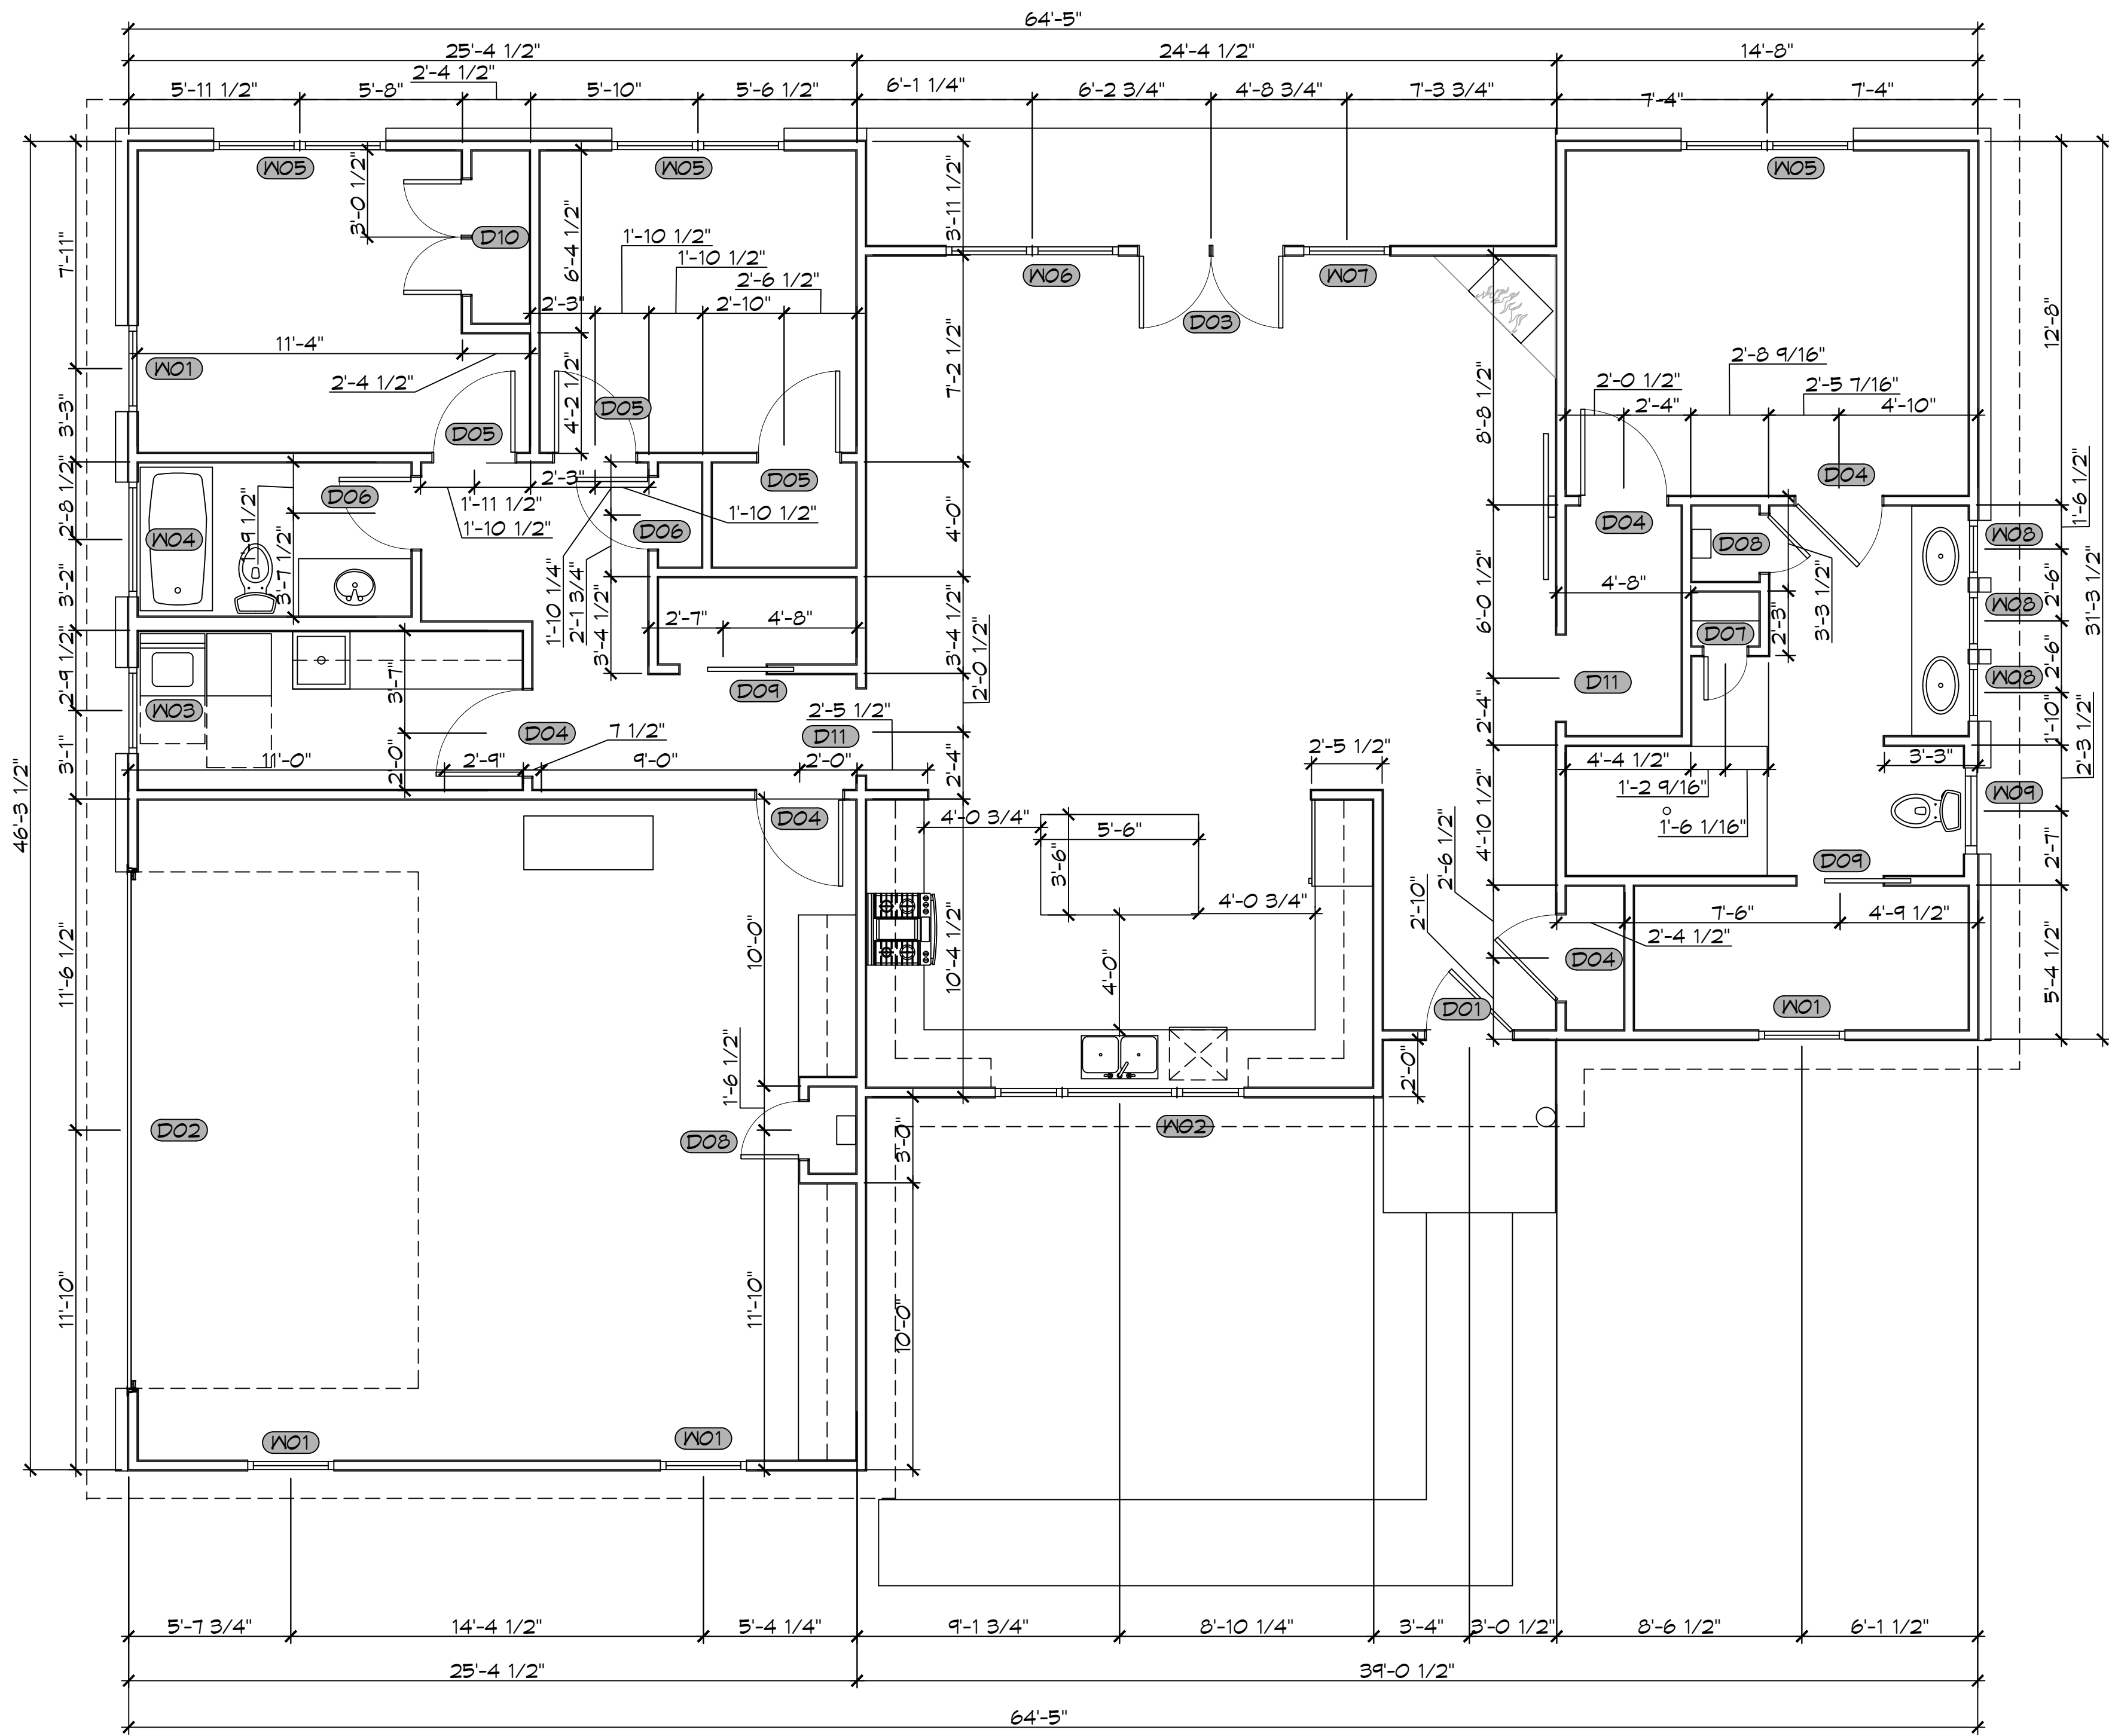 64'-5"
25'-4 1/2" 24'-4 1/2" 14'-8"
2'-4 1/2"
5'-11 1/2" 5'-8" 5'-10" 5'-6 1/2" 6'-1 1/4" 6'-2 3/4" 4'-8 3/4" 7'-3 3/4" 7'-4" 7'-4"
W05 W05 W05
3'-0 1/2"
3'-11 1/2"
7'-11"
12'-8"
D10
6'-4 1/2"
1'-10 1/2"
1'-10 1/2"
2'-6 1/2"
W06 W07
2'-3" 2'-10"
D03
11'-4"
2'-4 1/2"
W01
7'-2 1/2"
2'-8 9/16"
2'-0 1/2" 2'-5 7/16"
2'-4" 4'-10"
8'-8 1/2"
3'-3"
4'-2 1/2"
D05 D05
D05
D04
D06
2'-3"
1'-11 1/2"
1'-10 1/2"
1'-10 1/2"
D06
D04
W04
2'-8 1/2"
1'-9 1/2"
3'-7 1/2"
4'-0"
D08
W08
1'-6 1/2"
31'-3 1/2"
3'-2"
1'-10 1/4"
2'-1 3/4"
3'-4 1/2"
3'-4 1/2"
2'-0 1/2"
6'-0 1/2"
4'-8"
3'-3 1/2"
2'-3"
W08
2'-6"
2'-7" 4'-8"
D07
2'-9 1/2"
3'-7"
D09
D11
W08
2'-6"
W03
D04
7 1/2"
2'-5 1/2"
D11
2'-4"
1'-10"
2'-3 1/2"
3'-1"
11'-0"
2'-0"
2'-9" 9'-0" 2'-0"
2'-4"
2'-5 1/2"
4'-4 1/2"
3'-3"
1'-2 9/16"
1'-6 1/16"
W09
46'-3 1/2"
D04
4'-0 3/4"
5'-6"
3'-6"
4'-10 1/2"
2'-6 1/2"
D09
2'-7"
4'-0 3/4"
2'-10"
7'-6" 4'-9 1/2"
2'-4 1/2"
11'-6 1/2"
10'-0"
10'-4 1/2"
4'-0"
D04
5'-4 1/2"
D01
W01
1'-6 1/2"
2'-0"
D02
D08
3'-0"
W02
11'-10"
11'-10"
10'-0"
W01 W01
5'-7 3/4" 14'-4 1/2" 5'-4 1/4" 9'-1 3/4" 8'-10 1/4" 3'-4" 3'-0 1/2" 8'-6 1/2" 6'-1 1/2"
25'-4 1/2" 39'-0 1/2"
64'-5"